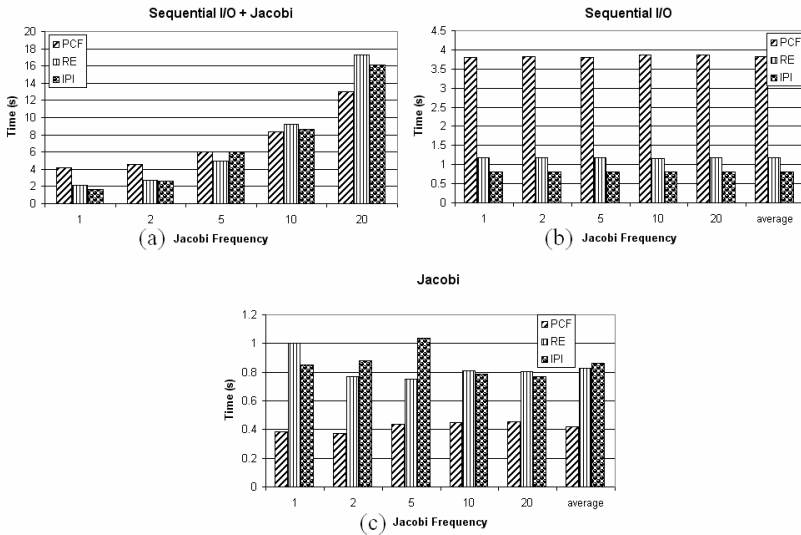 Sequential I/O + Jacobi
Time (s)
20
18
16
14
12
10
8
6
4
2
0
PCF
RE
IPI
1 2 5 10 20
(a) Jacobi Frequency
Sequential I/O
Time (s)
4.5
4
3.5
3
2.5
2
1.5
1
0.5
0
PCF
RE
IPI
1 2 5 10 20 average
(b) Jacobi Frequency
Jacobi
Time (s)
1.2
1
0.8
0.6
0.4
0.2
0
PCF
RE
IPI
1 2 5 10 20 average
(c) Jacobi Frequency